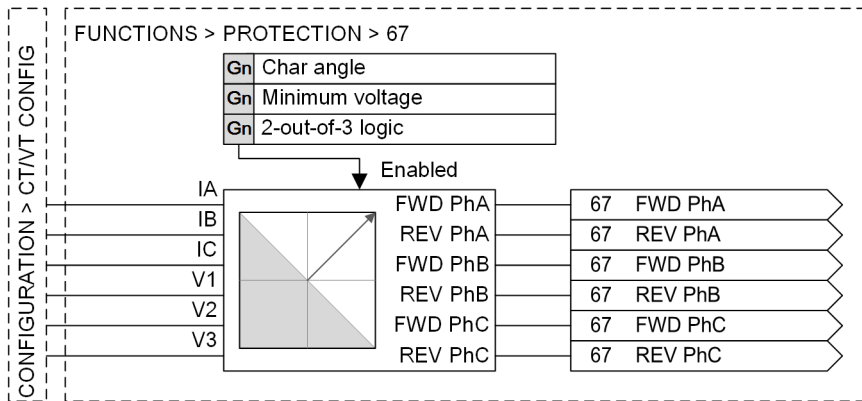 CONFIGURATION > CT/VT CONFIG
FUNCTIONS > PROTECTION > 67
Gn Char angle
Gn Minimum voltage
Gn 2-out-of-3 logic
Enabled
IA
IB
IC
V1
V2
V3
FWD PhA
REV PhA
FWD PhB
REV PhB
FWD PhC
REV PhC
67 FWD PhA
67 REV PhA
67 FWD PhB
67 REV PhB
67 FWD PhC
67 REV PhC